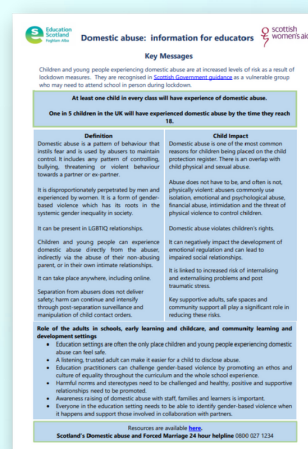 Education
Scotland
Foghlam Alba
Domestic abuse: information for educators
scottish
women's aid
Key Messages
Children and young people experiencing domestic abuse are at increased levels of risk as a result of
lockdown measures. They are recognised in Scottish Government guidance as a vulnerable group
who may need to attend school in person during lockdown.
At least one child in every class will have experience of domestic abuse.
One in 5 children in the UK will have experienced domestic abuse by the time they reach
18.
Definition
Domestic abuse is a pattern of behaviour that
instils fear and is used by abusers to maintain
control. It includes any pattern of controlling,
bullying, threatening or violent behaviour
towards a partner or ex-partner.
It is disproportionately perpetrated by men and
experienced by women. It is a form of gender-
based violence which has its roots in the
systemic gender inequality in society.
It can be present in LGBTIQ relationships.
Children and young people can experience
domestic abuse directly from the abuser,
indirectly via the abuse of their non-abusing
parent, or in their own intimate relationships.
It can take place anywhere, including online.
Separation from abusers does not deliver
safety; harm can continue and intensify
through post-separation surveillance and
manipulation of child contact orders.
Child Impact
Domestic abuse is one of the most common
reasons for children being placed on the child
protection register. There is an overlap with
child physical and sexual abuse.
Abuse does not have to be, and often is not,
physically violent: abusers commonly use
isolation, emotional and psychological abuse,
financial abuse, intimidation and the threat of
physical violence to control children.
Domestic abuse violates children's rights.
It can negatively impact the development of
emotional regulation and can lead to
impaired social relationships.
It is linked to increased risk of internalising
and externalising problems and post
traumatic stress.
Key supportive adults, safe spaces and
community support all play a significant role in
reducing these risks.
Role of the adults in schools, early learning and childcare, and community learning and
development settings
• Education settings are often the only place children and young people experiencing domestic
abuse can feel safe.
• A listening, trusted adult can make it easier for a child to disclose abuse.
• Education practitioners can challenge gender-based violence by promoting an ethos and
culture of equality throughout the curriculum and the whole school experience.
• Harmful norms and stereotypes need to be challenged and healthy, positive and supportive
relationships need to be promoted.
• Awareness raising of domestic abuse with staff, families and learners is important.
• Everyone in the education setting needs to be able to identify gender-based violence when
it happens and support those involved in collaboration with partners.
Resources are available here.
Scotland's Domestic and Forced Marriage 24 hour helpline 0800 027 1234